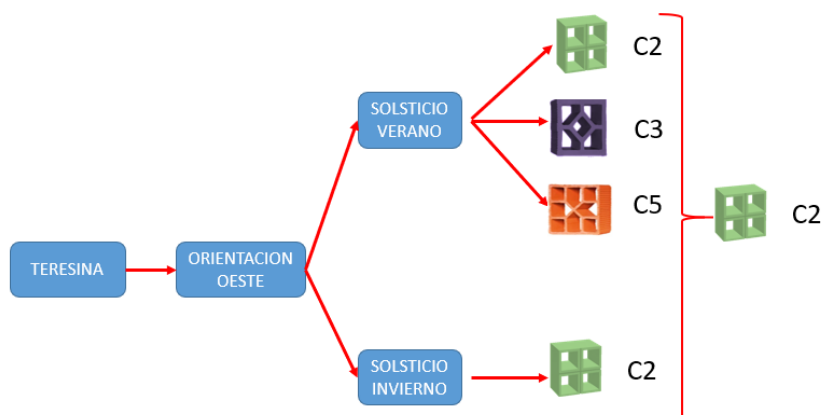 TERESINA
ORIENTACION
OESTE
SOLSTICIO
VERANO
C2
C3
C5
SOLSTICIO
INVIERNO
C2
C2